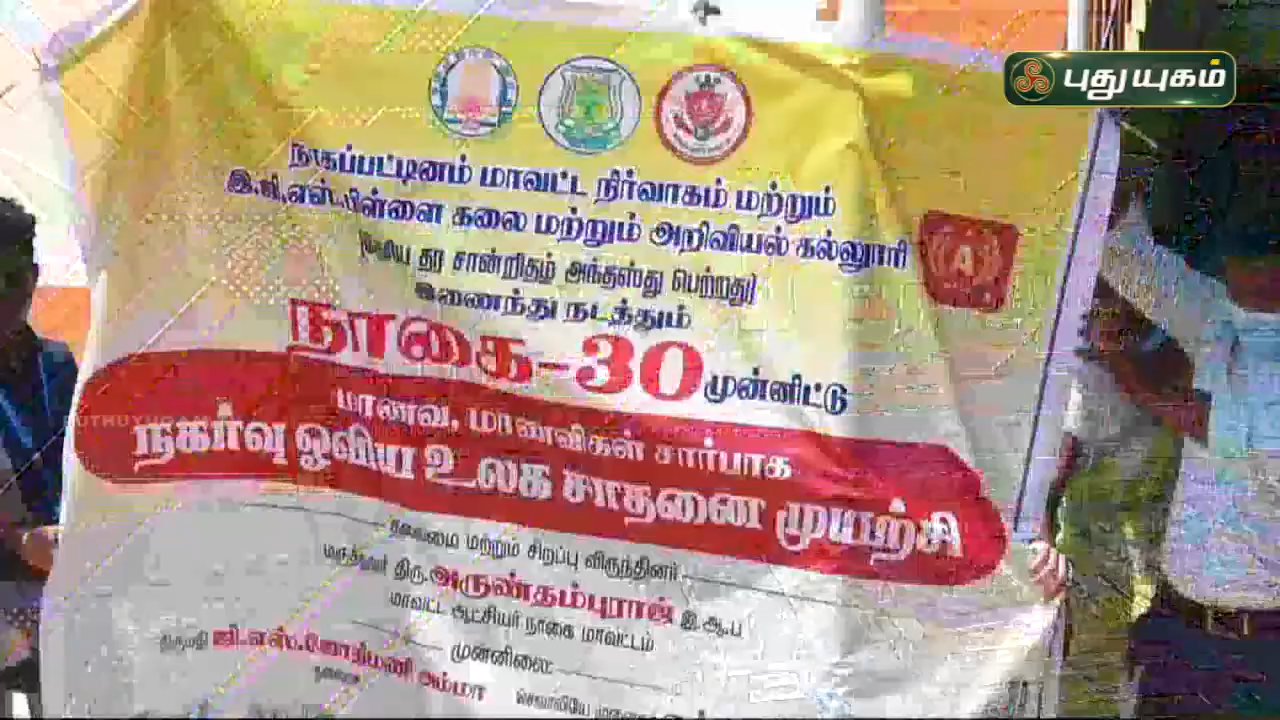 புதுயுகம்
நாகப்பட்டினம் மாவட்ட நிர்வாகம் மற்றும்
இ.ஜி.எஸ்.பிள்ளை கலை மற்றும் அறிவியல் கல்லூரி
தர சான்றிதழ் அந்தஸ்து பெற்றது]
இணைந்து நடத்தும்
நாகை-30 முன்னிட்டு
A
மாணவ, மாணவிகள் சார்பாக
நகர்வு ஓவிய உலக சாதனை முயற்சி
தலைமை மற்றும் சிறப்பு விருந்தினர்
மருத்துவர் திரு.அருண்தம்புராஜ் இ.ஆ.ப
மாவட்ட ஆட்சியர் நாகை மாவட்டம்
முன்னிலை:
திருமதி ஜி.எஸ்.ஜோதிமணி அம்மா